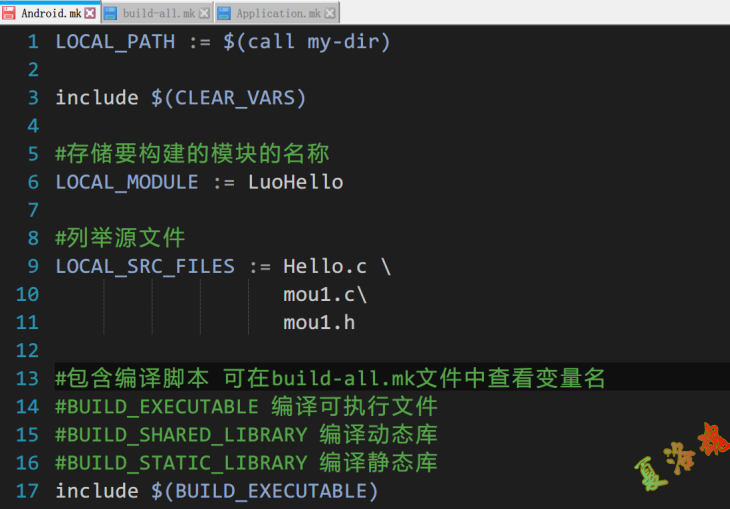 Android.mk build-all.mk Application.mk
1 LOCAL_PATH := $(call my-dir)
2
3 include $(CLEAR_VARS)
4
5 #存储要构建的模块的名称
6 LOCAL_MODULE := LuoHello
7
8 #列举源文件
9 LOCAL_SRC_FILES := Hello.c \
10 mou1.c\
11 mou1.h
12
13 #包含编译脚本 可在build-all.mk文件中查看变量名
14 #BUILD_EXECUTABLE 编译可执行文件
15 #BUILD_SHARED_LIBRARY 编译动态库
16 #BUILD_STATIC_LIBRARY 编译静态库
17 include $(BUILD_EXECUTABLE)